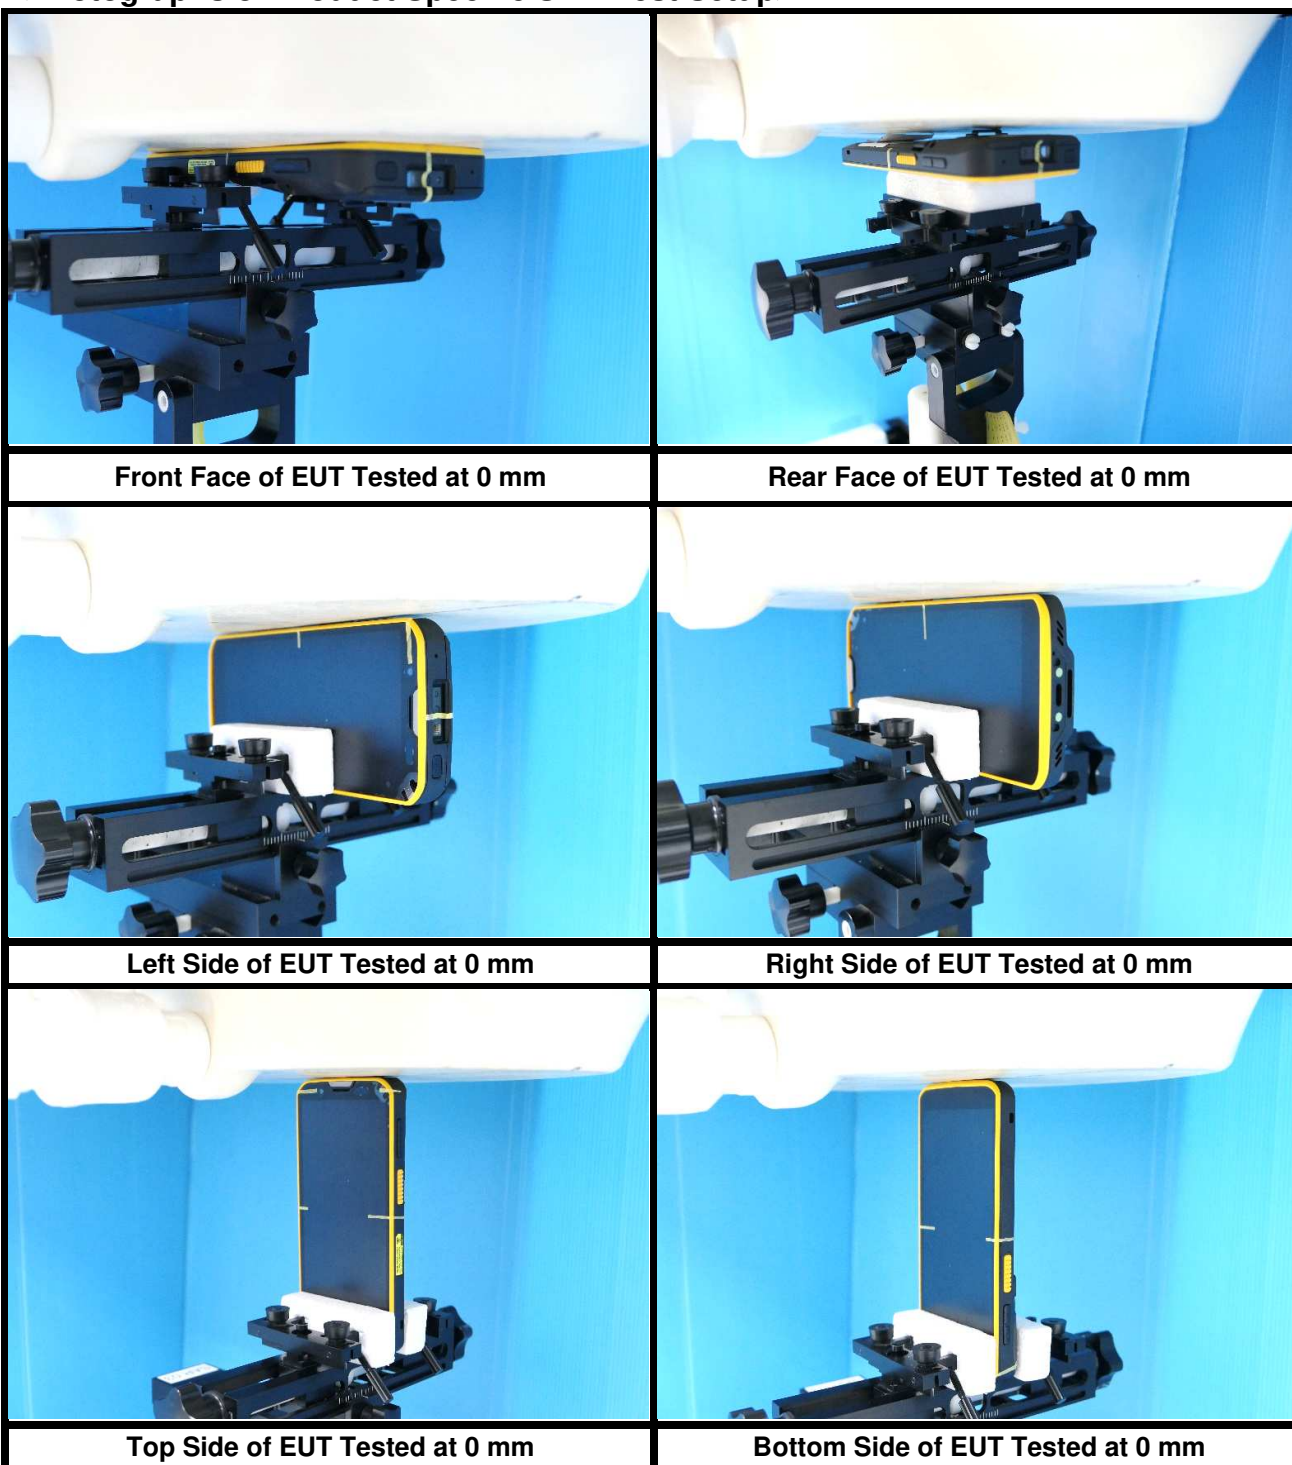 Front Face of EUT Tested at 0 mm
Rear Face of EUT Tested at 0 mm
Left Side of EUT Tested at 0 mm
Right Side of EUT Tested at 0 mm
Top Side of EUT Tested at 0 mm
Bottom Side of EUT Tested at 0 mm